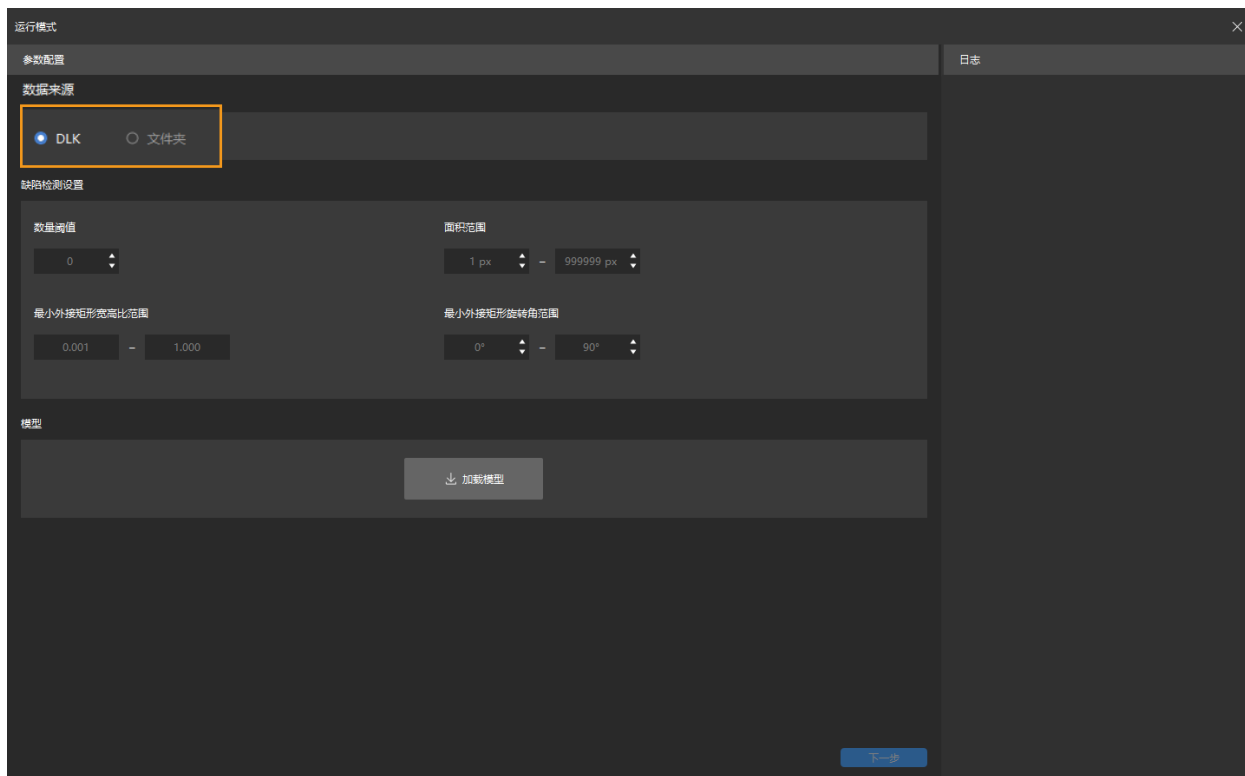 运行模式
参数配置
日志
数据来源
DLK 文件夹
缺陷检测设置
数量阈值 面积范围
0 1 px – 999999 px
最小外接矩形宽高比范围 最小外接矩形旋转角范围
0.001 – 1.000 0° – 90°
模型
加载模型
下一步